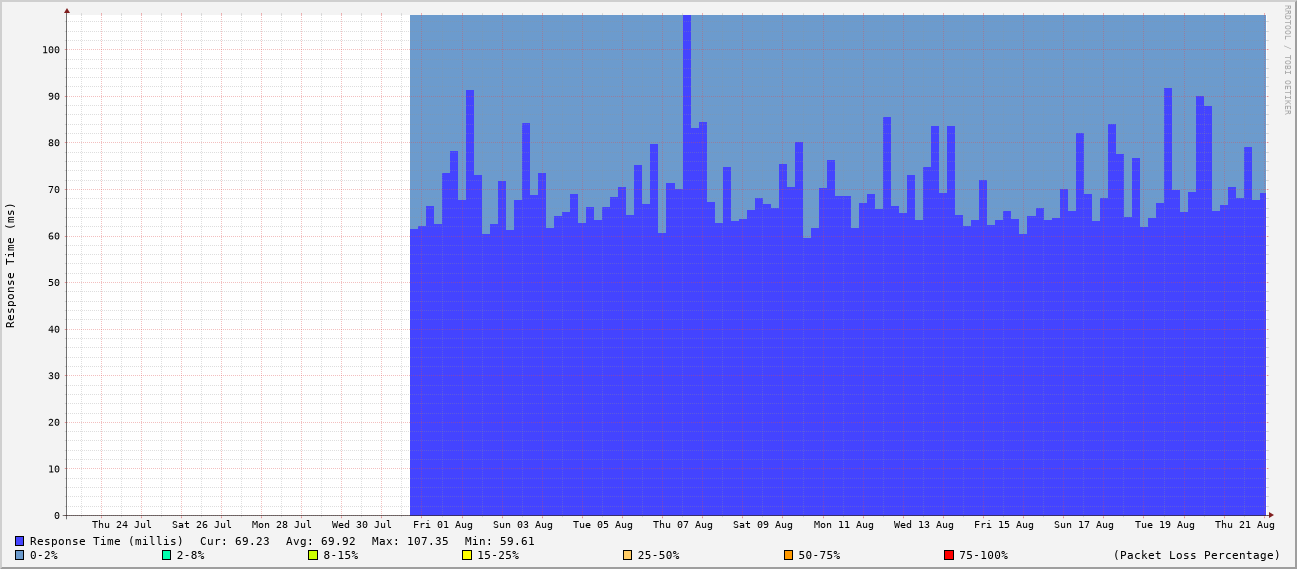 RRDTOOL / TOBI OETIKER
Response Time (ms)
100
90
80
70
60
50
40
30
20
10
0
Thu 24 Jul Sat 26 Jul Mon 28 Jul Wed 30 Jul Fri 01 Aug Sun 03 Aug Tue 05 Aug Thu 07 Aug Sat 09 Aug Mon 11 Aug Wed 13 Aug Fri 15 Aug Sun 17 Aug Tue 19 Aug Thu 21 Aug
Response Time (millis) Cur: 69.23 Avg: 69.92 Max: 107.35 Min: 59.61
0-2% 2-8% 8-15% 15-25% 25-50% 50-75% 75-100% (Packet Loss Percentage)